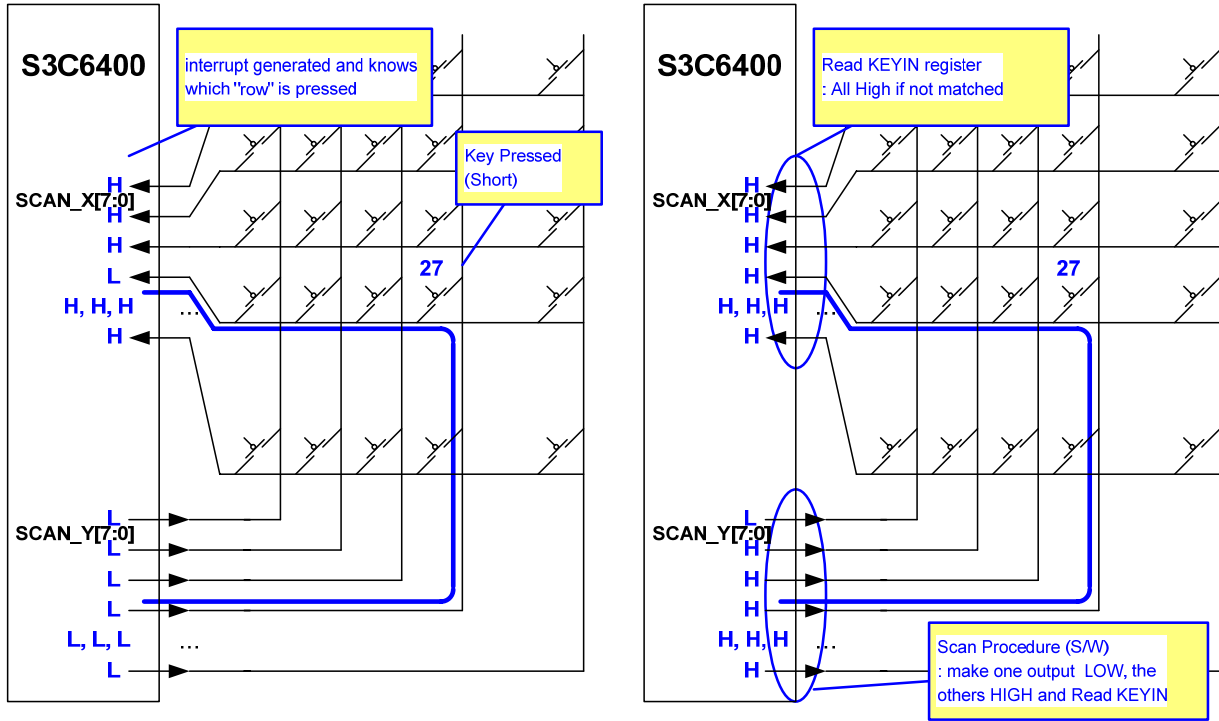 S3C6400
interrupt generated and knows
which "row" is pressed
Key Pressed
(Short)
H
SCAN_X[7:0]
H
H
L
27
H, H, H
...
H
L
SCAN_Y[7:0]
L
L
L
L, L, L
...
L
S3C6400
Read KEYIN register
: All High if not matched
H
SCAN_X[7:0]
H
H
H
27
H, H, H
...
H
L
SCAN_Y[7:0]
H
H
H
H, H, H
...
H
Scan Procedure (S/W)
: make one output LOW, the
others HIGH and Read KEYIN